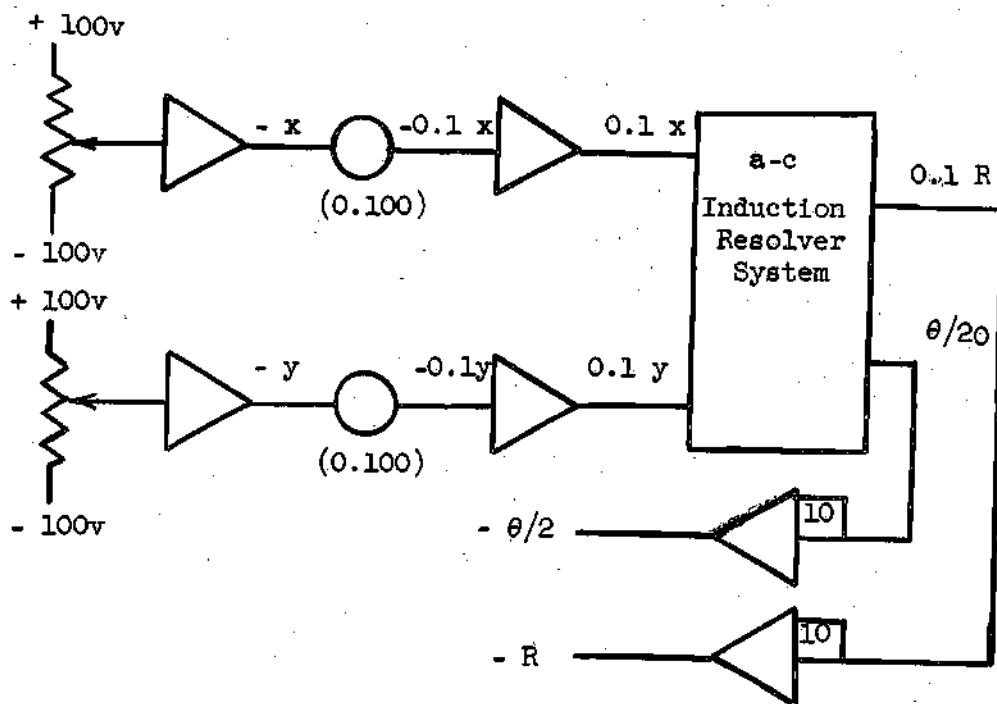 + 100v
- x
-0.1 x
0.1 x
(0.100)
- 100v
a-c
Induction
Resolver
System
0.1 R
+ 100v
- y
-0.1y
0.1 y
(0.100)
- 100v
θ/20
- θ/2
10
- R
10